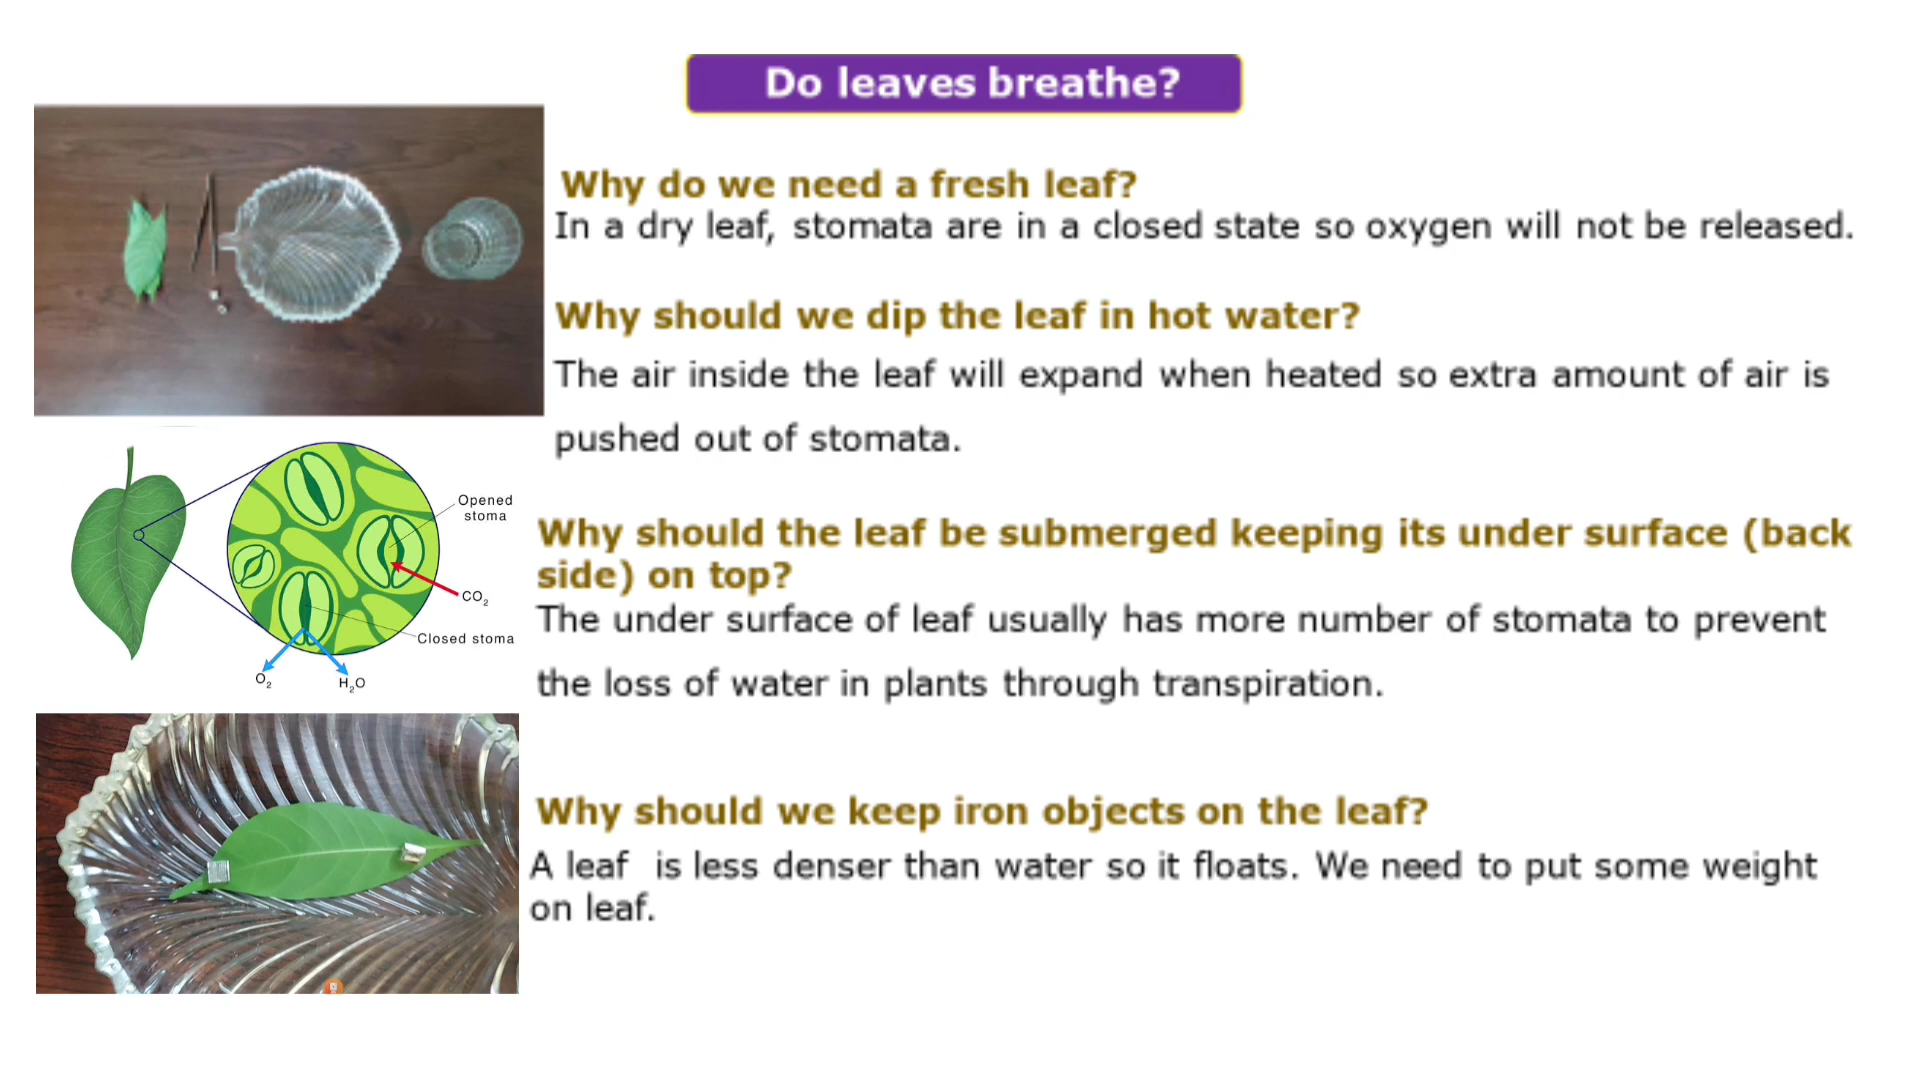 Do leaves breathe?
Why do we need a fresh leaf?
In a dry leaf, stomata are in a closed state so oxygen will not be released.
Why should we dip the leaf in hot water?
The air inside the leaf will expand when heated so extra amount of air is
pushed out of stomata.
Opened
stoma
CO₂
Closed stoma
O₂
H₂O
Why should the leaf be submerged keeping its under surface (back
side) on top?
The under surface of leaf usually has more number of stomata to prevent
the loss of water in plants through transpiration.
Why should we keep iron objects on the leaf?
A leaf is less denser than water so it floats. We need to put some weight
on leaf.